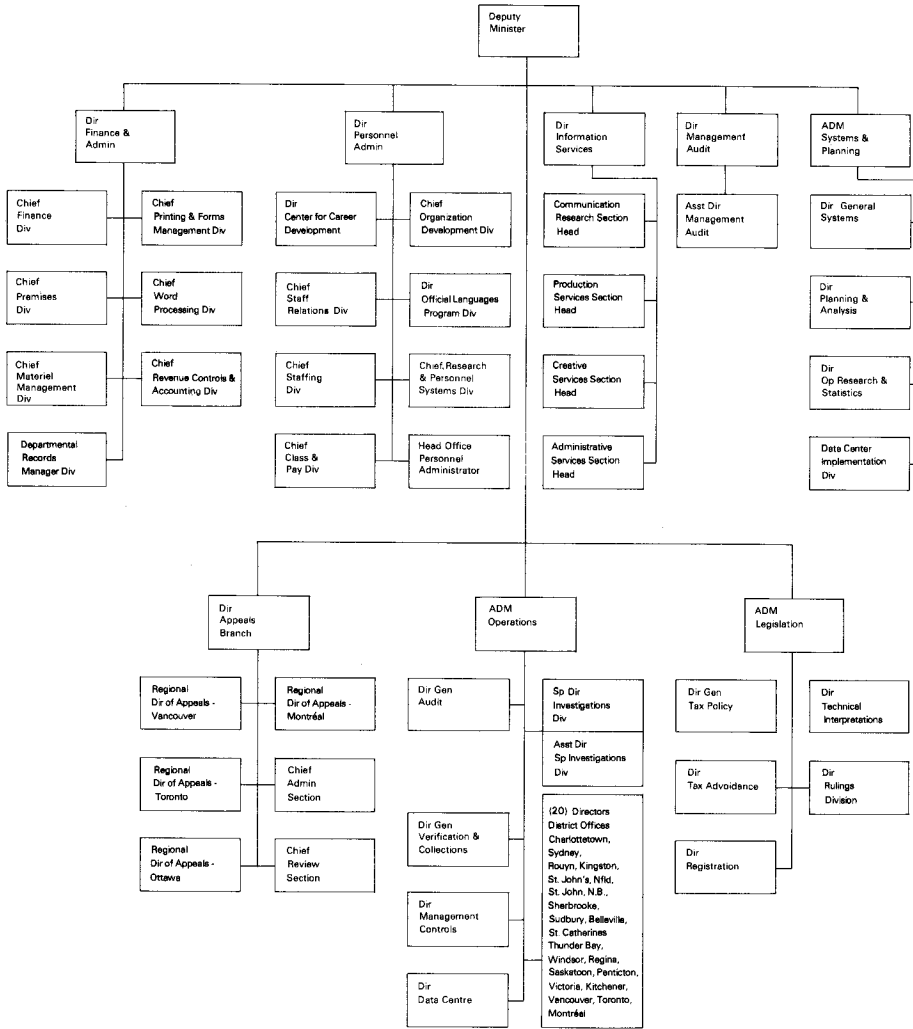 Deputy
Minister
Dir
Finance &
Admin
Dir
Personnel
Admin
Dir
Information
Services
Dir
Management
Audit
ADM
Systems &
Planning
Chief
Finance
Div
Chief
Printing & Forms
Management Div
Dir
Center for Career
Development
Chief
Organization
Development Div
Communication
Research Section
Head
Asst Dir
Management
Audit
Dir General
Systems
Chief
Premises
Div
Chief
Word
Processing Div
Chief
Staff
Relations Div
Dir
Official Languages
Program Div
Production
Services Section
Head
Dir
Planning &
Analysis
Chief
Materiel
Management
Div
Chief
Revenue Controls &
Accounting Div
Chief
Staffing
Div
Chief, Research
& Personnel
Systems Div
Creative
Services Section
Head
Dir
Op Research &
Statistics
Departmental
Records
Manager Div
Chief
Class &
Pay Div
Head Office
Personnel
Administrator
Administrative
Services Section
Head
Data Center
Implementation
Div
Dir
Appeals
Branch
ADM
Operations
ADM
Legislation
Regional
Dir of Appeals -
Vancouver
Regional
Dir of Appeals -
Montréal
Dir Gen
Audit
Sp Dir
Investigations
Div
Asst Dir
Sp Investigations
Div
Dir Gen
Tax Policy
Dir
Technical
Interpretations
Regional
Dir of Appeals -
Toronto
Chief
Admin
Section
Dir
Tax Advoidance
Dir
Rulings
Division
Dir Gen
Verification &
Collections
(20) Directors
District Offices
Charlottetown,
Sydney,
Rouyn, Kingston,
St. John's, Nfld,
St. John, N.B.,
Sherbrooke,
Sudbury, Belleville,
St. Catherines
Thunder Bay,
Windsor, Regina,
Saskatoon, Penticton,
Victoria, Kitchener,
Vancouver, Toronto,
Montréal
Regional
Dir of Appeals -
Ottawa
Chief
Review
Section
Dir
Registration
Dir
Management
Controls
Dir
Data Centre